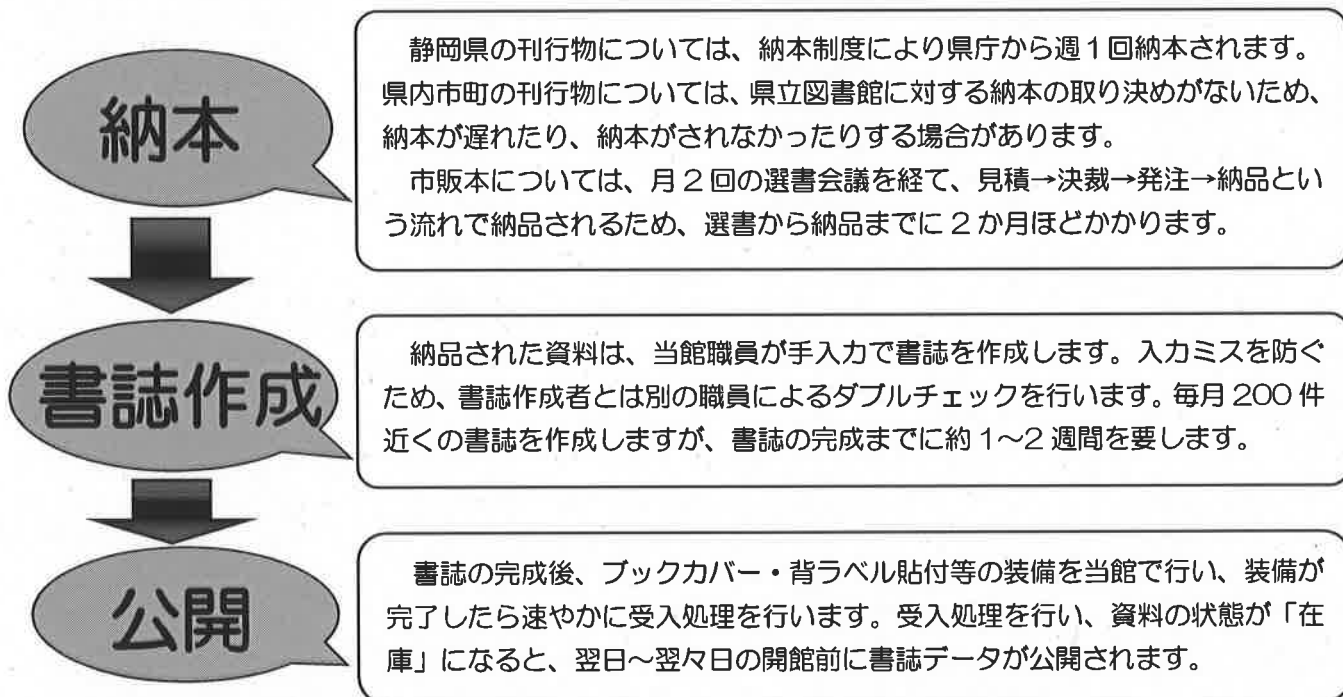 納本
静岡県の刊行物については、納本制度により県庁から週1回納本されます。
県内市町の刊行物については、県立図書館に対する納本の取り決めがないため、
納本が遅れたり、納本がされなかったりする場合があります。
市販本については、月2回の選書会議を経て、見積→決裁→発注→納品とい
う流れで納品されるため、選書から納品までに2か月ほどかかります。
書誌作成
納品された資料は、当館職員が手入力で書誌を作成します。入力ミスを防ぐ
ため、書誌作成者とは別の職員によるダブルチェックを行います。毎月200件
近くの書誌を作成しますが、書誌の完成までに約1～2週間を要します。
公開
書誌の完成後、ブックカバー・背ラベル貼付等の装備を当館で行い、装備が
完了したら速やかに受入処理を行います。受入処理を行い、資料の状態が「在
庫」になると、翌日～翌々日の開館前に書誌データが公開されます。